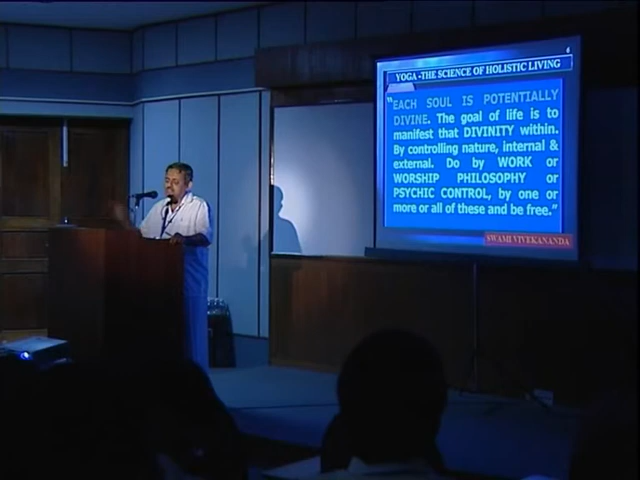 6
YOGA -THE SCIENCE OF HOLISTIC LIVING
"EACH SOUL IS POTENTIALLY
DIVINE. The goal of life is to
manifest that DIVINITY within.
By controlling nature, internal &
external. Do by WORK or
WORSHIP PHILOSOPHY or
PSYCHIC CONTROL, by one or
more or all of these and be free."
SWAMI VIVEKANANDA